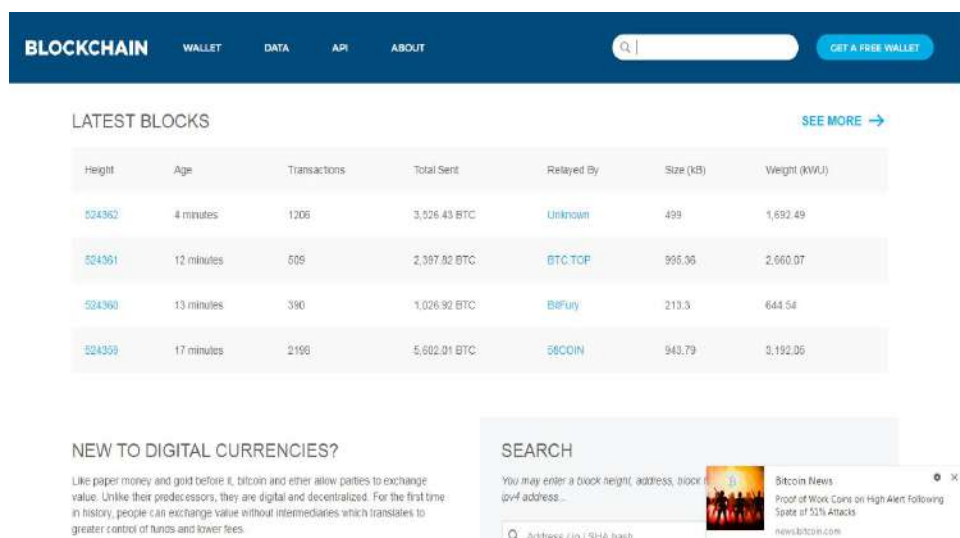 BLOCKCHAIN WALLET DATA API ABOUT GET A FREE WALLET
LATEST BLOCKS SEE MORE →
Height Age Transactions Total Sent Relayed By Size (kB) Weight (kWU)
524362 4 minutes 1206 3,526.43 BTC Unknown 499 1,692.49
524361 12 minutes 509 2,397.82 BTC BTC.TOP 995.36 2,660.07
524360 13 minutes 390 1,026.92 BTC BitFury 213.3 644.54
524359 17 minutes 2196 5,602.01 BTC 58COIN 943.79 3,192.05
NEW TO DIGITAL CURRENCIES?
Like paper money and gold before it, bitcoin and ether allow parties to exchange
value. Unlike their predecessors, they are digital and decentralized. For the first time
in history, people can exchange value without intermediaries which translates to
greater control of funds and lower fees.
SEARCH
You may enter a block height, address, block
ipv4 address...
Address / ip / SHA hash
Bitcoin News
Proof of Work Coins on High Alert Following
Spate of 51% Attacks
news.bitcoin.com